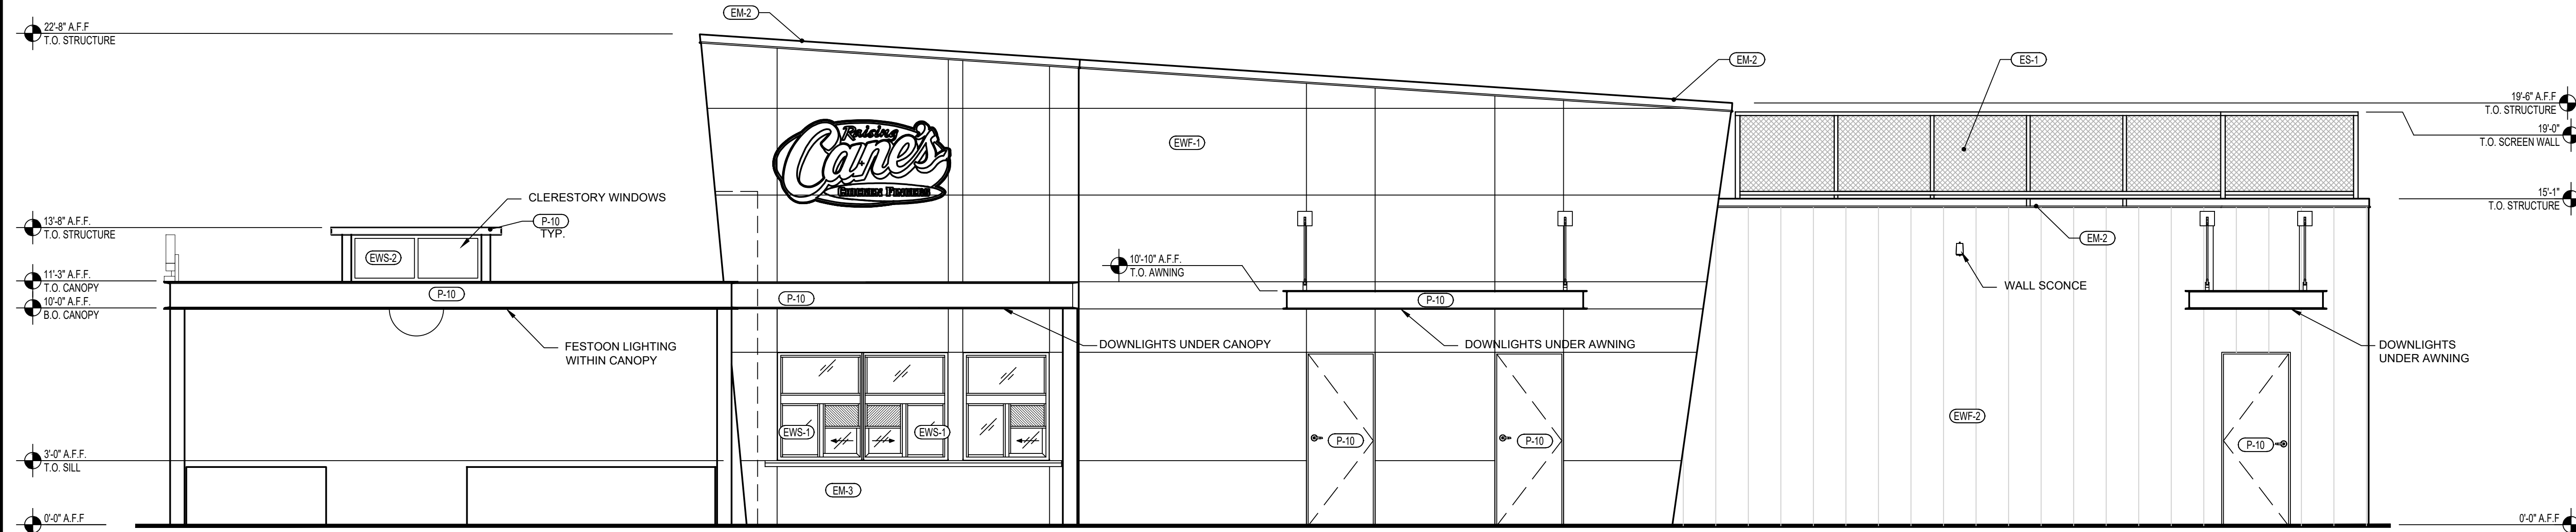 22'-8" A.F.F
T.O. STRUCTURE
EM-2
EM-2
ES-1
19'-6" A.F.F
T.O. STRUCTURE
19'-0"
T.O. SCREEN WALL
15'-1"
T.O. STRUCTURE
EWF-1
Raising
Cane's
CHICKEN FINGERS
CLERESTORY WINDOWS
P-10
TYP.
13'-8" A.F.F.
T.O. STRUCTURE
EWS-2
EM-2
10'-10" A.F.F.
T.O. AWNING
11'-3" A.F.F.
T.O. CANOPY
10'-0" A.F.F.
B.O. CANOPY
P-10
P-10
P-10
WALL SCONCE
FESTOON LIGHTING
WITHIN CANOPY
DOWNLIGHTS UNDER CANOPY
DOWNLIGHTS UNDER AWNING
DOWNLIGHTS
UNDER AWNING
EWF-2
EWS-1
EWS-1
P-10
P-10
P-10
3'-0" A.F.F.
T.O. SILL
EM-3
0'-0" A.F.F
0'-0" A.F.F